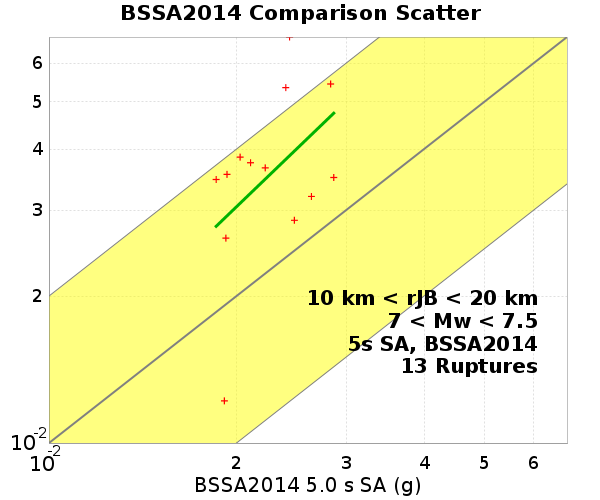 BSSA2014 Comparison Scatter
6
5
4
3
2
10 km < rJB < 20 km
7 < Mw < 7.5
5s SA, BSSA2014
13 Ruptures
10-2
10-2 2 3 4 5 6
BSSA2014 5.0 s SA (g)